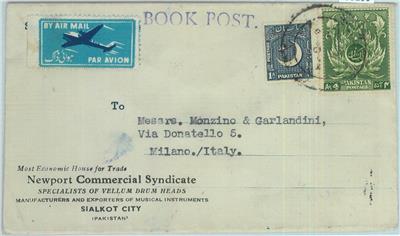 BOOK POST.
BY AIR MAIL
PAR AVION
PAKISTAN
PAKISTAN
POSTAGE
To
Messrs. Monzino & Garlandini,
Via Donatello 5.
Milano./Italy.
Most Economic House for Trade
Newport Commercial Syndicate
SPECIALISTS OF VELLUM DRUM HEADS
MANUFACTURERS AND EXPORTERS OF MUSICAL INSTRUMENTS
SIALKOT CITY
(PAKISTAN)